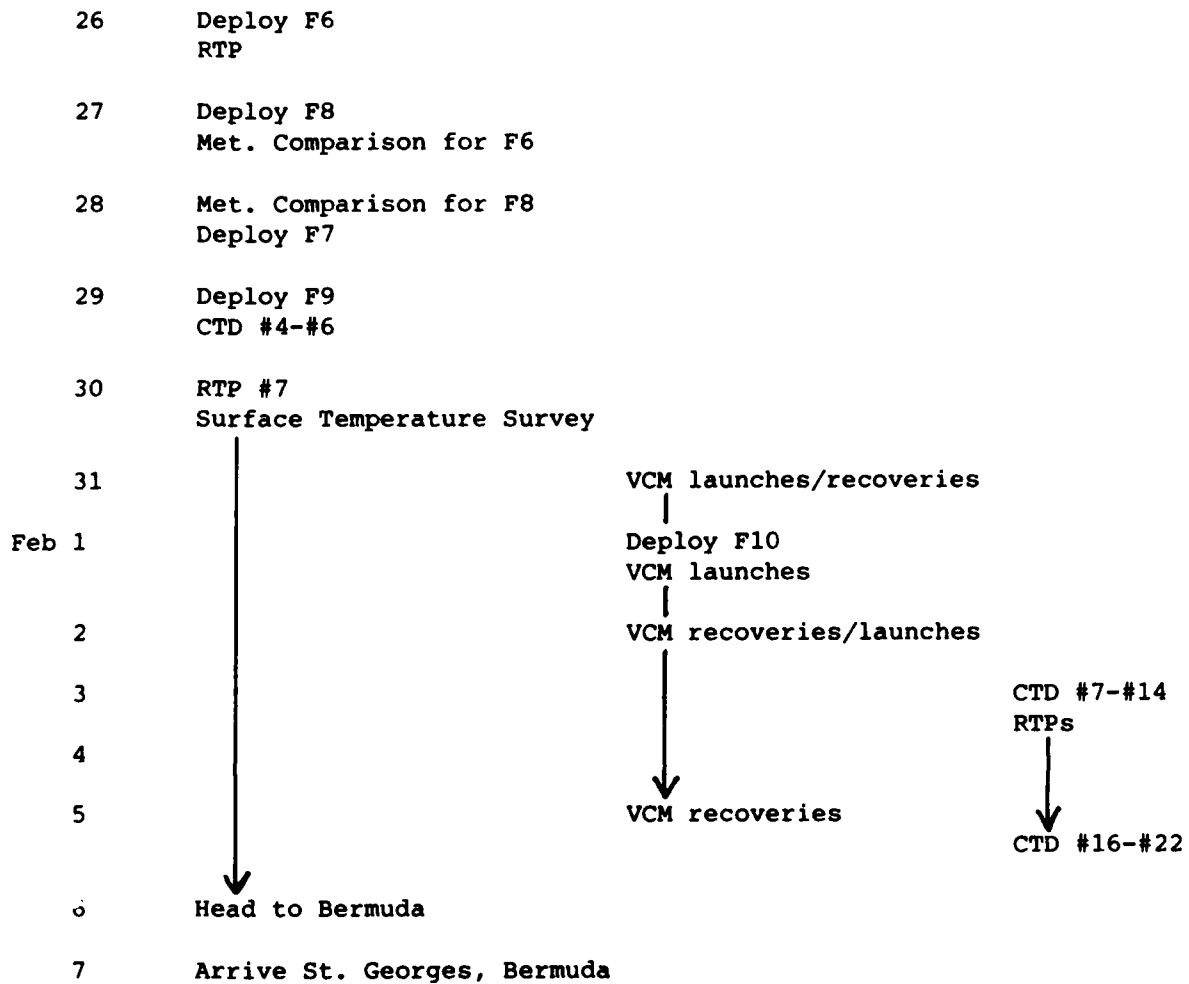 26 Deploy F6
RTP
27 Deploy F8
Met. Comparison for F6
28 Met. Comparison for F8
Deploy F7
29 Deploy F9
CTD #4-#6
30 RTP #7
Surface Temperature Survey
31 VCM launches/recoveries
Feb 1 Deploy F10
VCM launches
2 VCM recoveries/launches
3 CTD #7-#14
RTPs
4
5 VCM recoveries
CTD #16-#22
6 Head to Bermuda
7 Arrive St. Georges, Bermuda